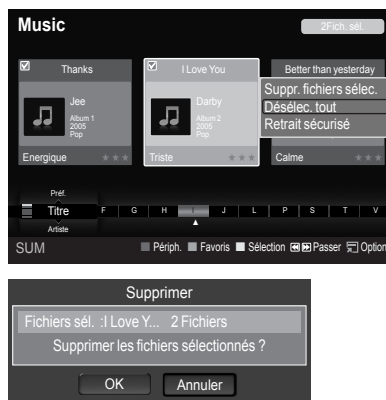 Music
2Fich. sél.
Thanks
Jee
Album 1
2005
Pop
Energique
I Love You
Darby
Album 2
2005
Pop
Triste
Better than yesterday
Suppr. fichiers sélec.
Désélec. tout
Retrait sécurisé
Calme
Préf.
Titre F G H I J L P S T V
Artiste
SUM Périph. Favoris Sélection Passer Option
Supprimer
Fichiers sél. :I Love Y... 2 Fichiers
Supprimer les fichiers sélectionnés ?
OK Annuler